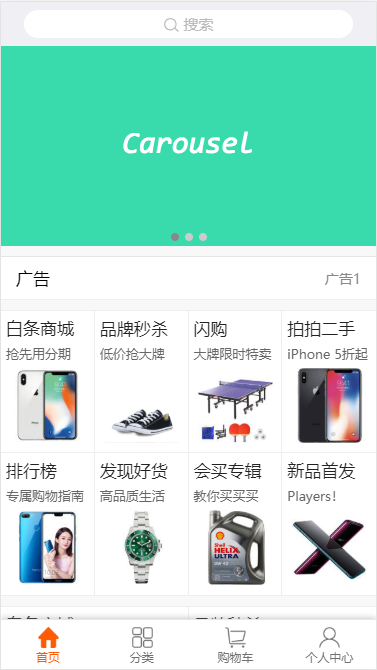 搜索
Carousel
广告
广告1
白条商城
品牌秒杀
闪购
拍拍二手
抢先用分期
低价抢大牌
大牌限时特卖
iPhone 5折起
排行榜
发现好货
会买专辑
新品首发
专属购物指南
高品质生活
教你买买买
Players!
Shell
HELIX
ULTRA
首页
分类
购物车
个人中心